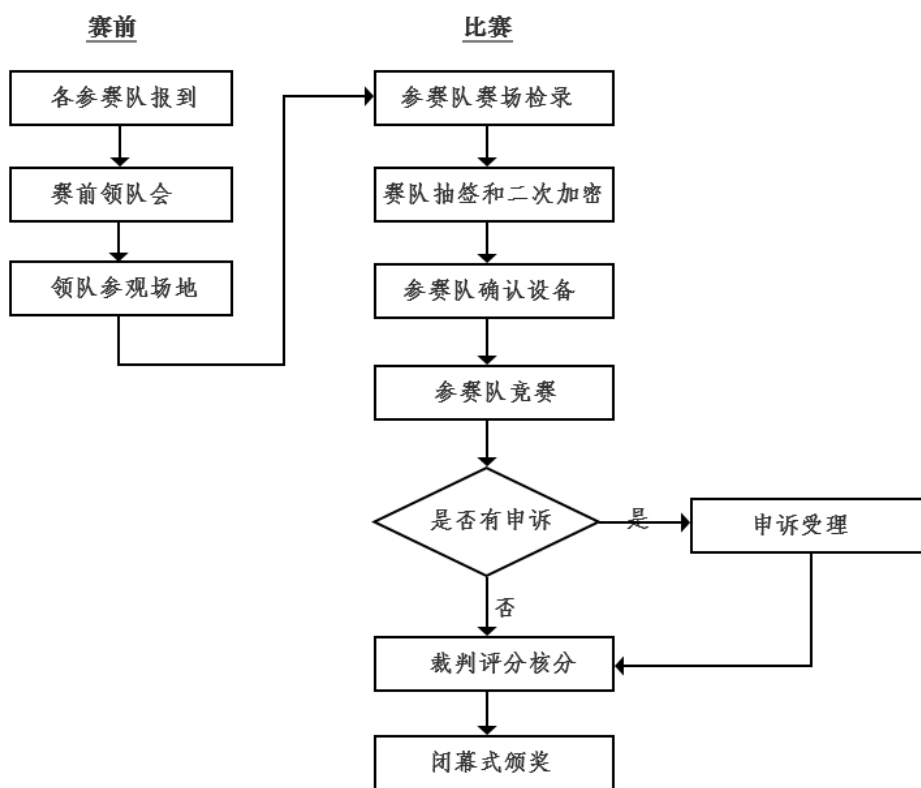 赛前
各参赛队报到
赛前领队会
领队参观场地
比赛
参赛队赛场检录
赛队抽签和二次加密
参赛队确认设备
参赛队竞赛
是否有申诉
是
申诉受理
否
裁判评分核分
闭幕式颁奖